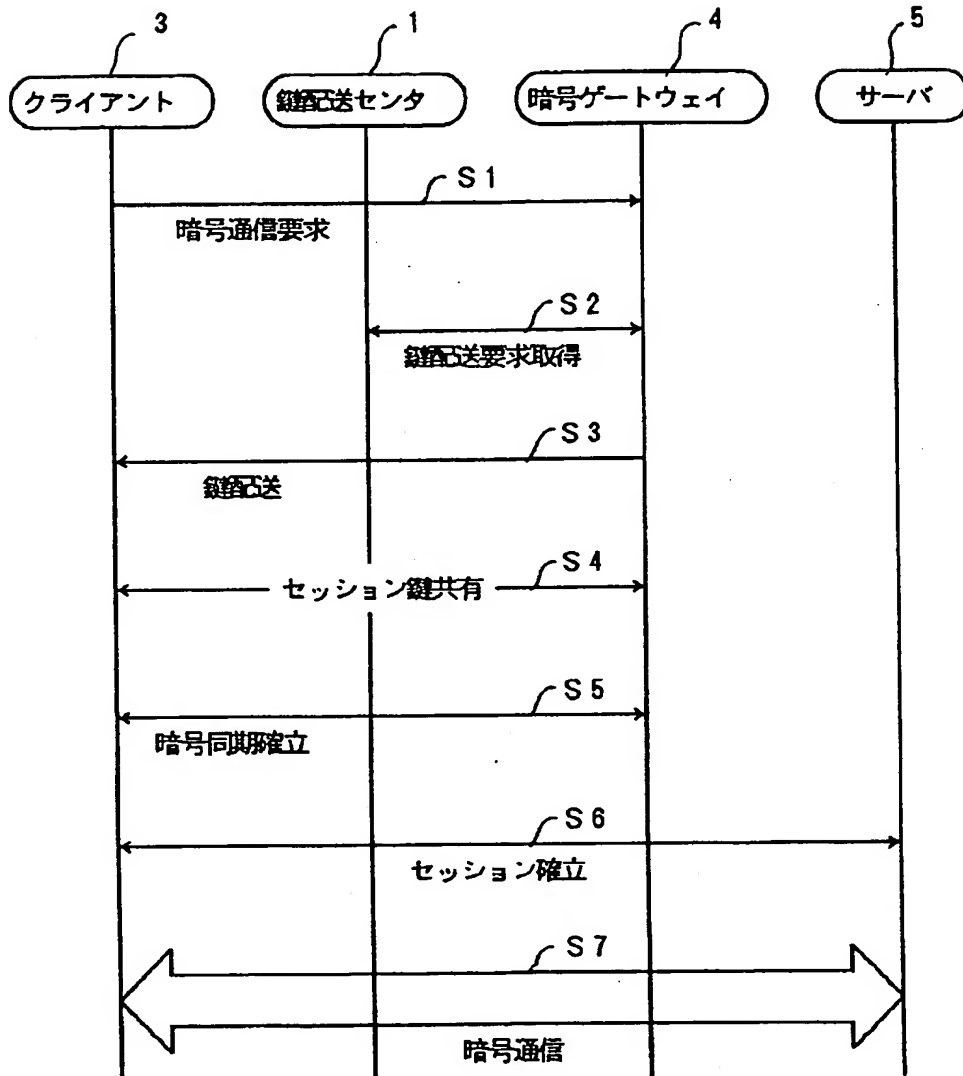 3 1 4 5
クライアント 鍵配送センタ 暗号ゲートウェイ サーバ
S1
暗号通信要求
S2
鍵配送要求取得
S3
鍵配送
S4
セッション鍵共有
S5
暗号同期確立
S6
セッション確立
S7
暗号通信